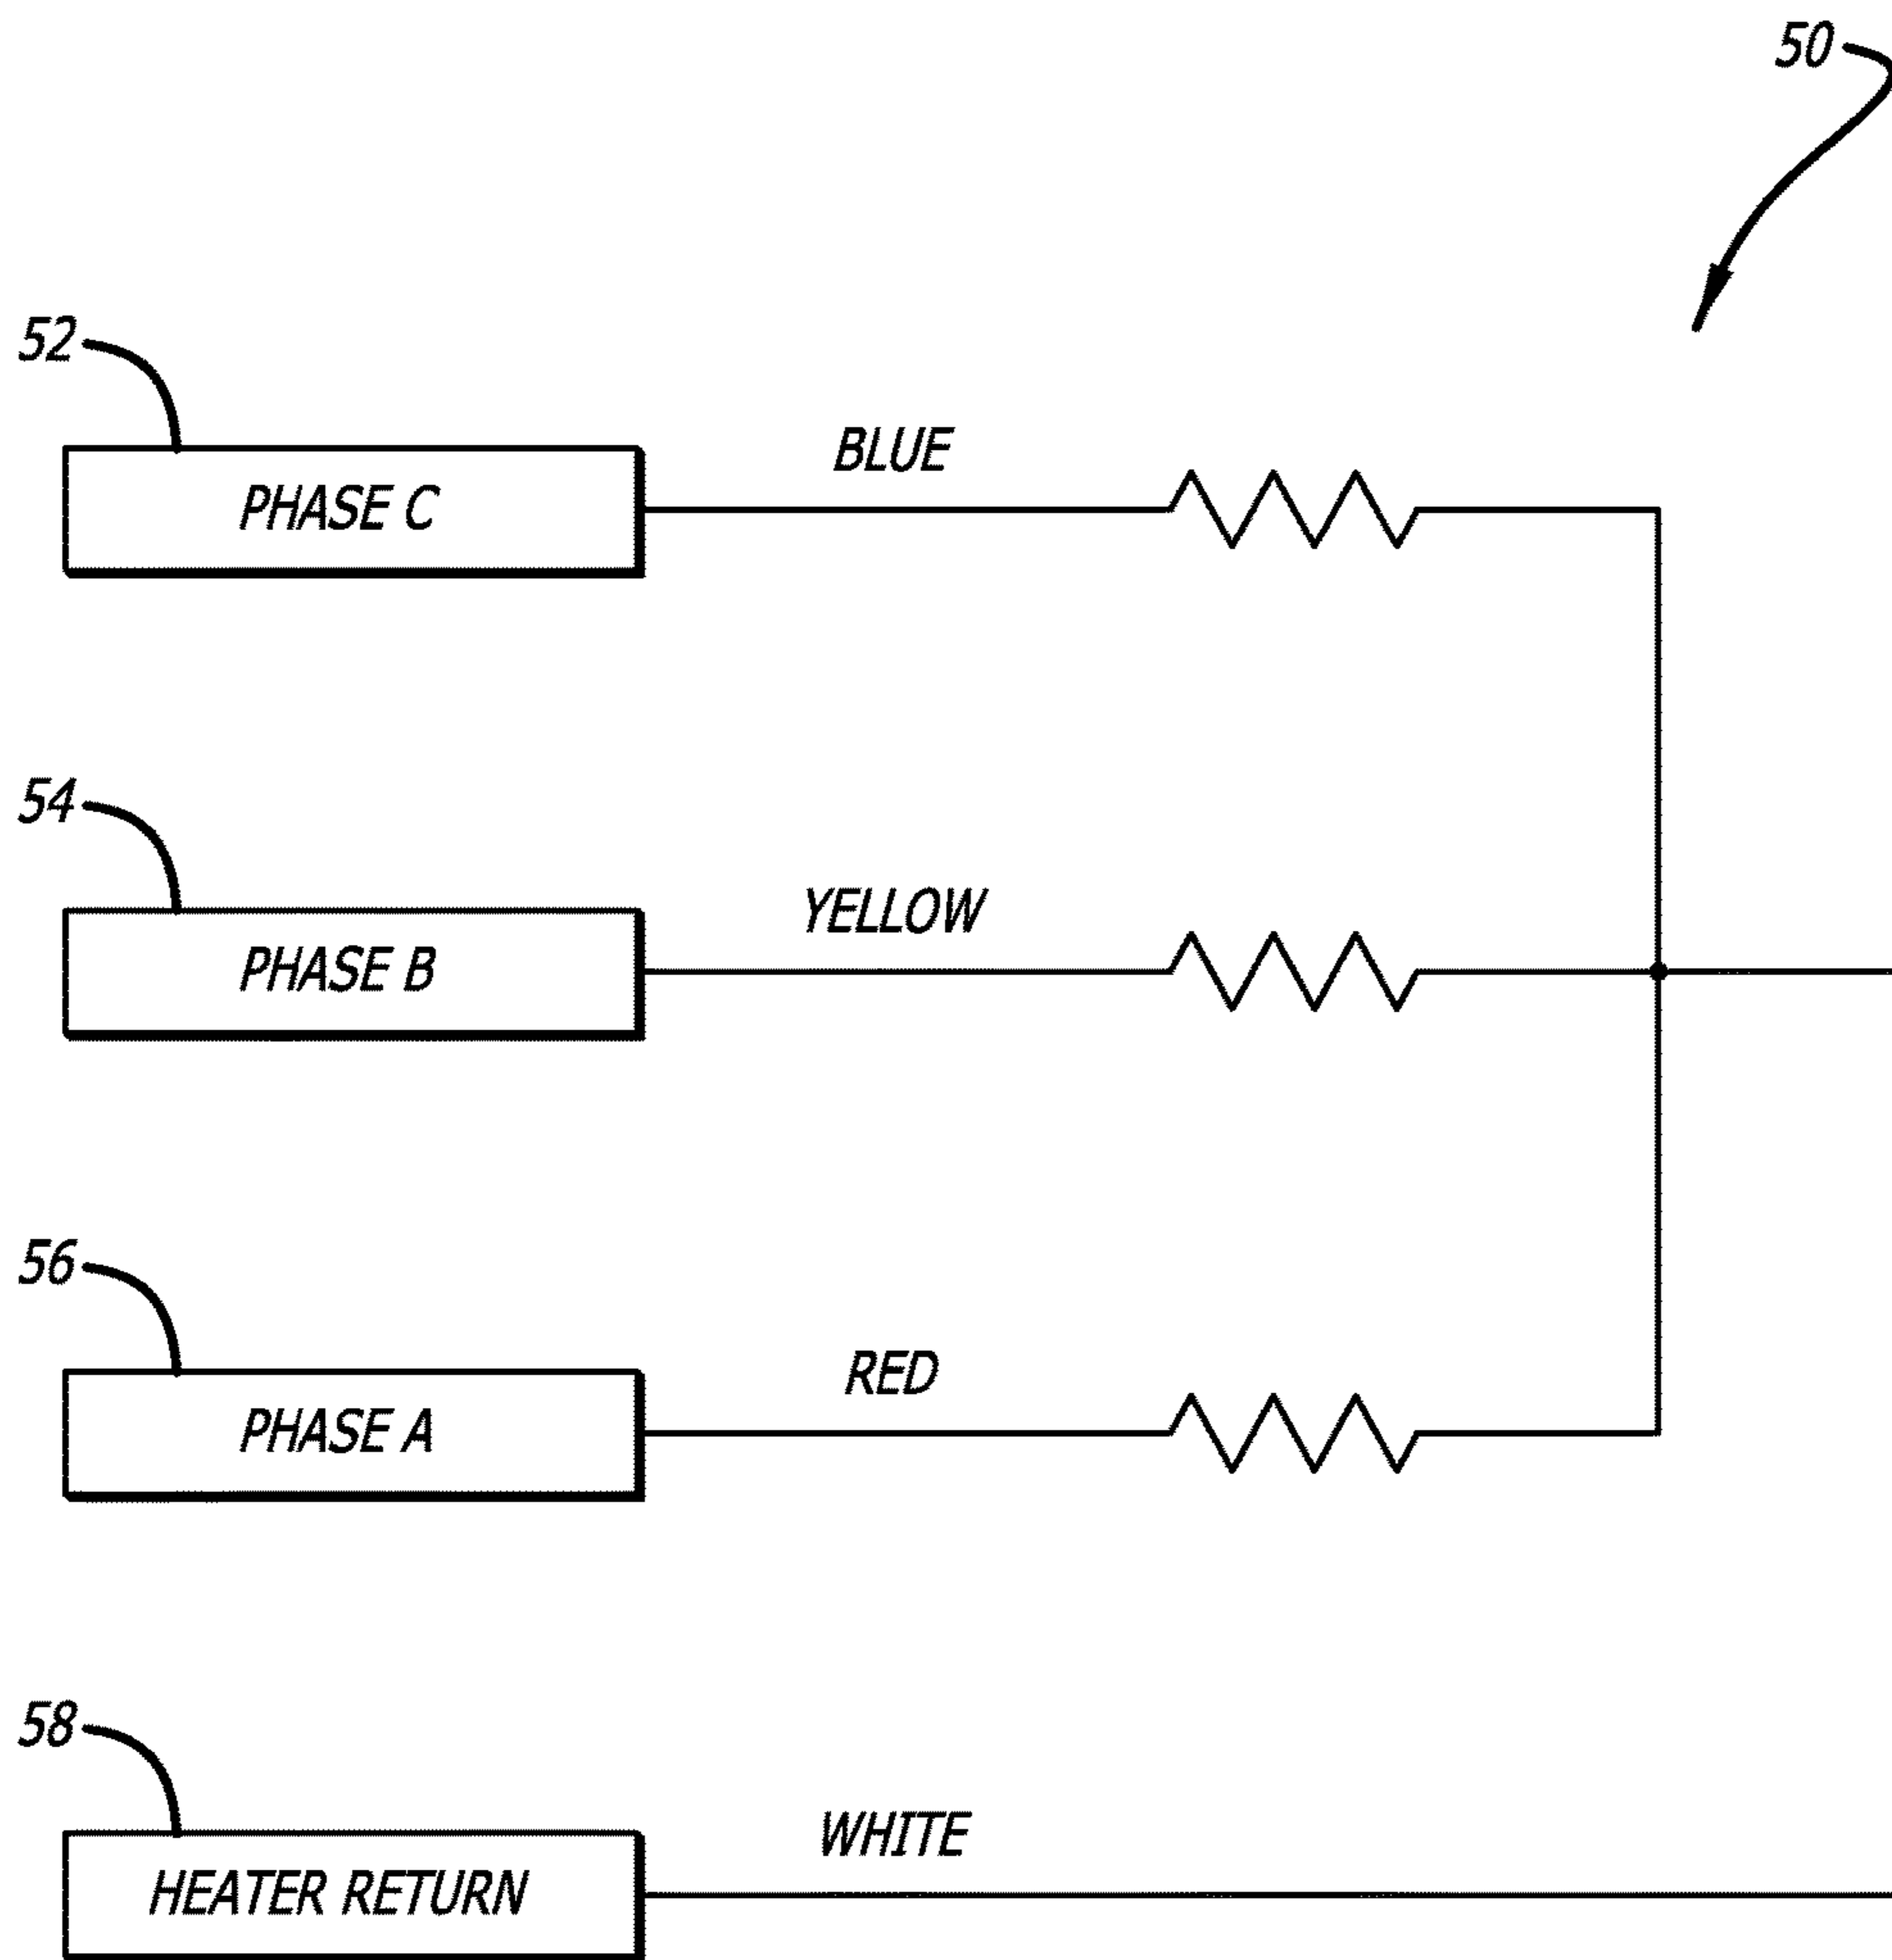 50
52
PHASE C
BLUE
54
PHASE B
YELLOW
56
PHASE A
RED
58
HEATER RETURN
WHITE